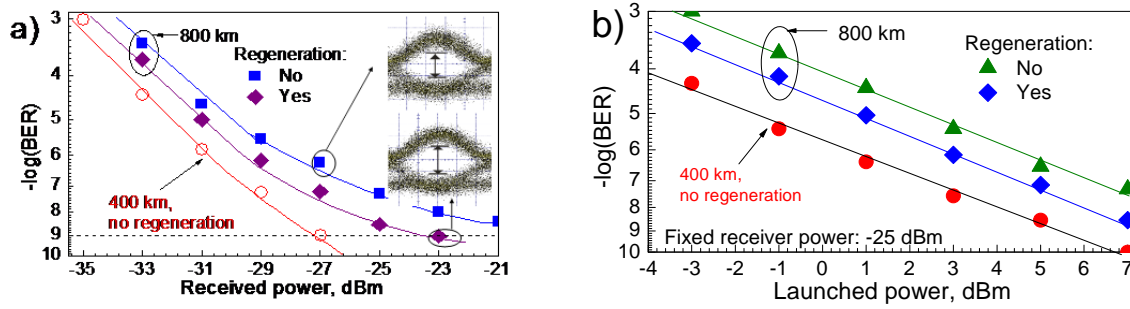 a)
-log(BER)
3
4
5
6
7
8
9
10
800 km
Regeneration:
No
Yes
400 km,
no regeneration
-35 -33 -31 -29 -27 -25 -23 -21
Received power, dBm
b)
-log(BER)
3
4
5
6
7
8
9
10
800 km
Regeneration:
No
Yes
400 km,
no regeneration
Fixed receiver power: -25 dBm
-4 -3 -2 -1 0 1 2 3 4 5 6 7
Launched power, dBm